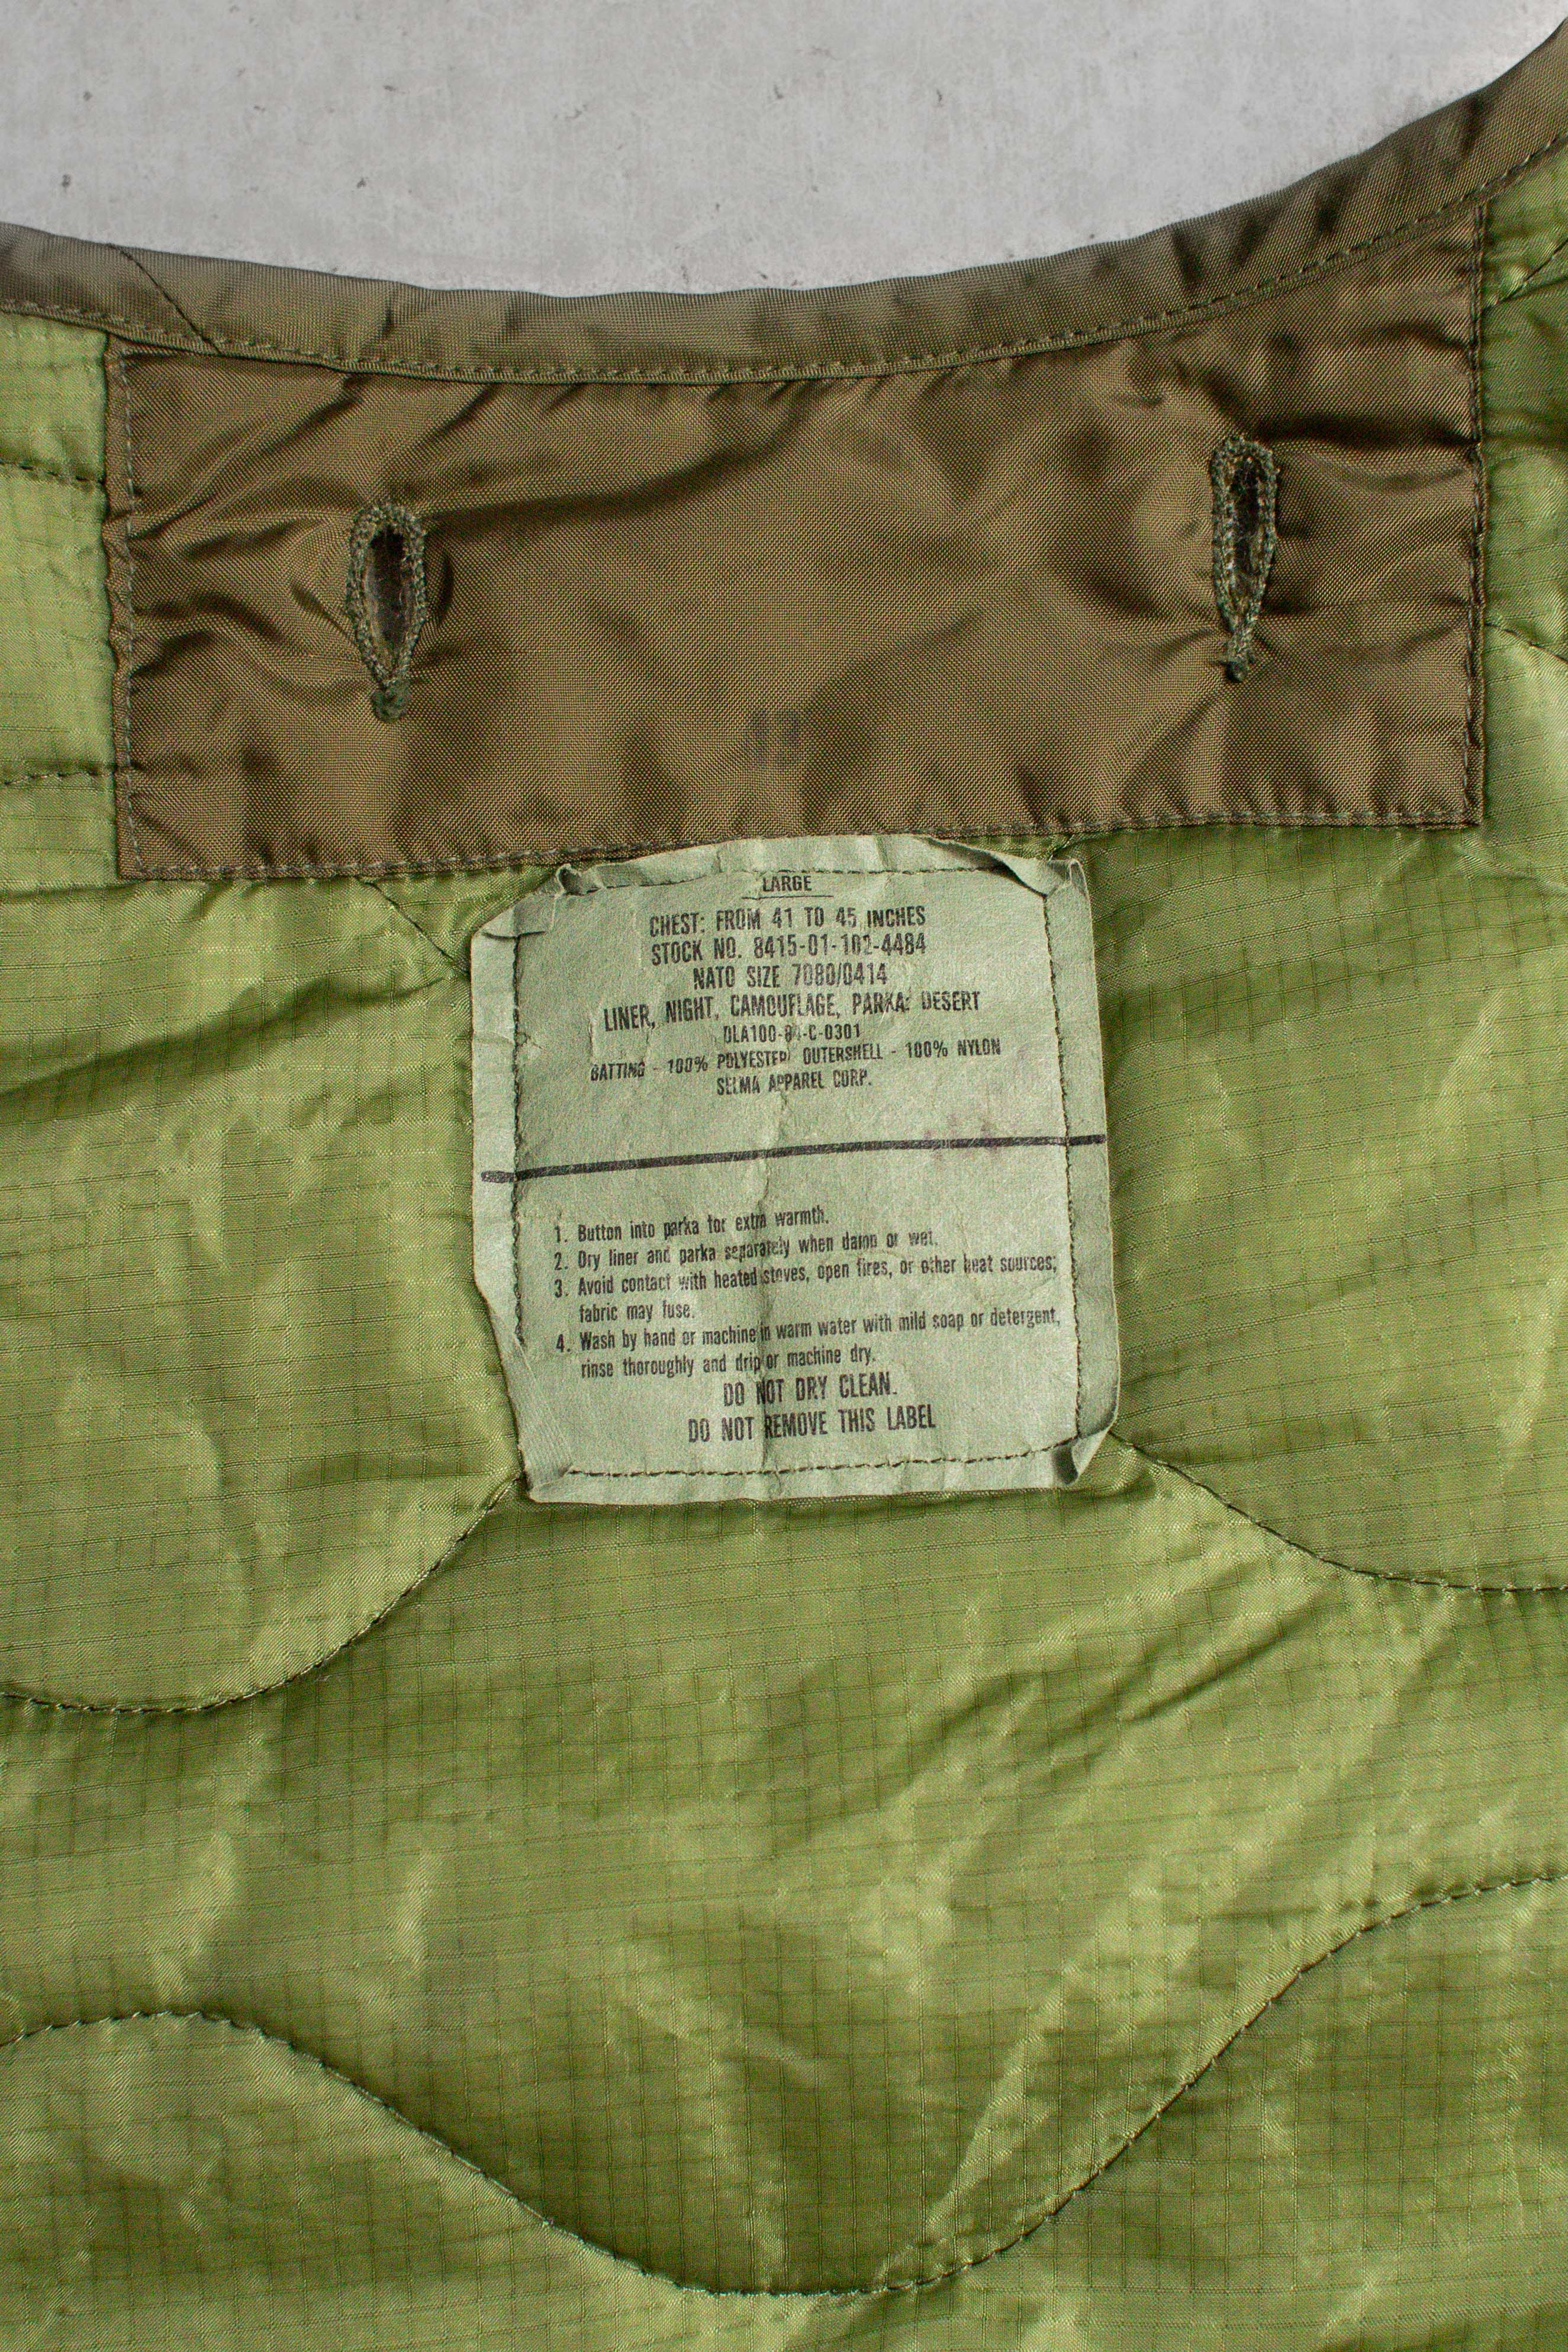 LARGE
CHEST: FROM 41 TO 45 INCHES
STOCK NO. 8415-01-102-4484
NATO SIZE 7080/0414
LINER, NIGHT, CAMOUFLAGE, PARKA: DESERT
DLA100-84-C-0301
BATTING - 100% POLYESTER: OUTERSHELL - 100% NYLON
SELMA APPAREL CORP.
1. Button into parka for extra warmth.
2. Dry liner and parka separately when damp or wet.
3. Avoid contact with heated stoves, open fires, or other heat sources;
fabric may fuse.
4. Wash by hand or machine in warm water with mild soap or detergent,
rinse thoroughly and drip or machine dry.
DO NOT DRY CLEAN.
DO NOT REMOVE THIS LABEL